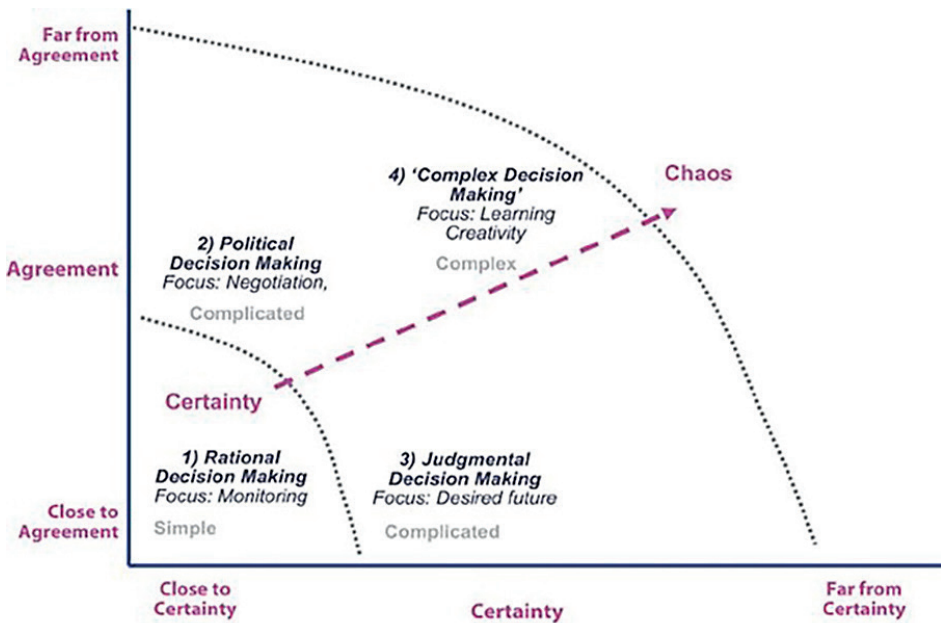 Far from
Agreement
4) ‘Complex Decision
Making’
Focus: Learning
Creativity
Complex
Chaos
2) Political
Decision Making
Focus: Negotiation,
Complicated
Agreement
Certainty
1) Rational
Decision Making
Focus: Monitoring
Simple
3) Judgmental
Decision Making
Focus: Desired future
Complicated
Close to
Agreement
Close to
Certainty
Certainty
Far from
Certainty